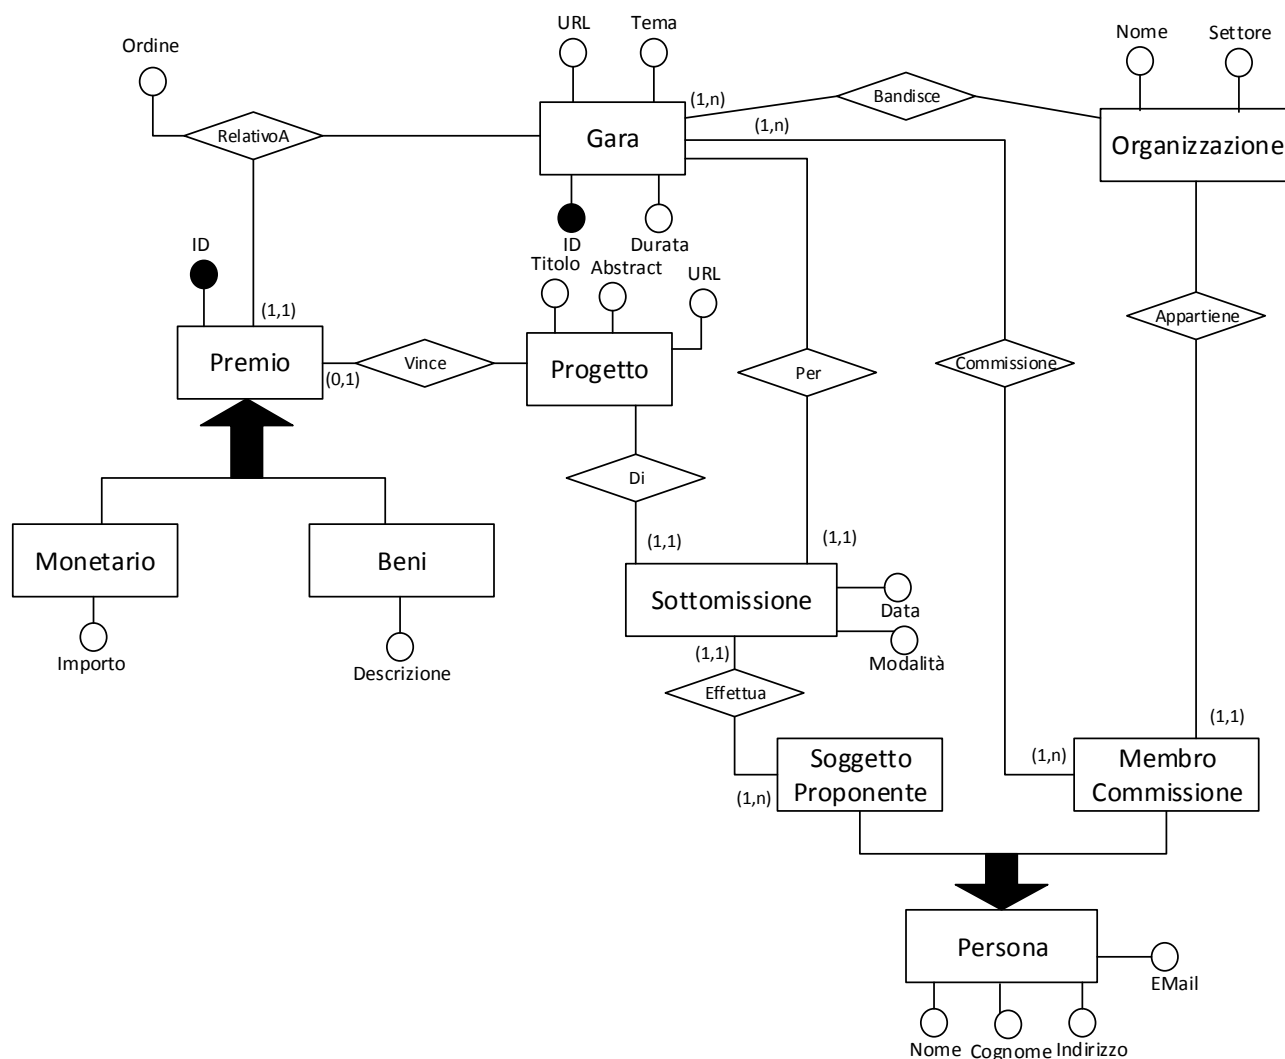 URL
Tema
Nome
Settore
Ordine
(1,n)
Bandisce
(1,n)
RelativoA
Gara
Organizzazione
ID
ID
Durata
Titolo
Abstract
URL
(1,1)
Appartiene
Premio
Vince
Progetto
Per
Commissione
(0,1)
Di
(1,1)
(1,1)
Monetario
Beni
Sottomissione
Data
Importo
Descrizione
(1,1)
Modalità
Effettua
(1,1)
Soggetto
Proponente
(1,n)
(1,n)
Membro
Commissione
Persona
EMail
Nome
Cognome
Indirizzo